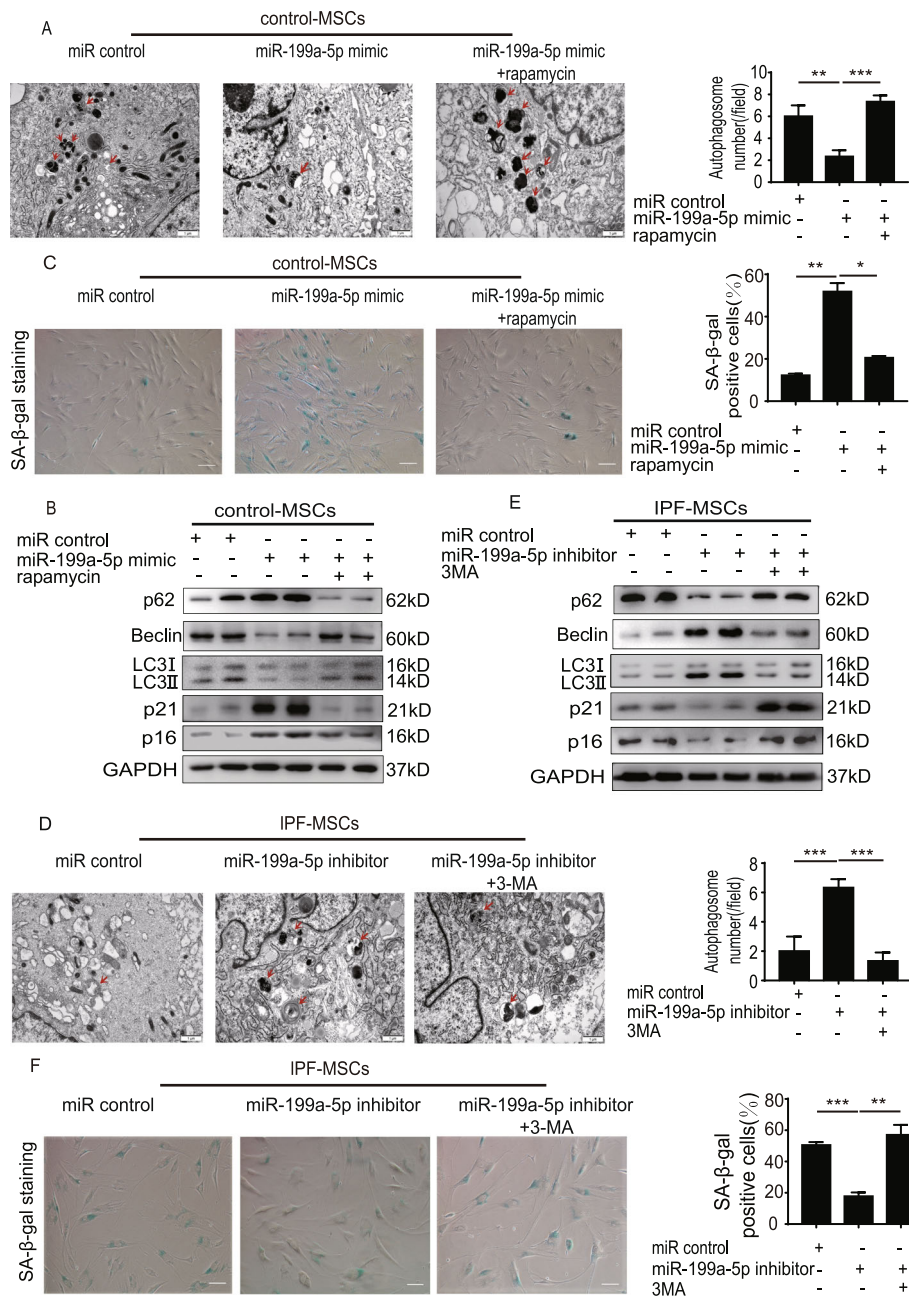 A
control-MSCs
miR control
miR-199a-5p mimic
miR-199a-5p mimic
+rapamycin
Autophagosome
number(/field)
8
6
4
2
0
** ***
miR control + - -
miR-199a-5p mimic - + +
rapamycin - - +
C
control-MSCs
miR control
miR-199a-5p mimic
miR-199a-5p mimic
+rapamycin
SA-β-gal staining
SA-β-gal
positive cells(%)
60
40
20
0
** *
miR control + - -
miR-199a-5p mimic - + +
rapamycin - - +
B
control-MSCs
miR control + + - - - -
miR-199a-5p mimic - - + + + +
rapamycin - - - - + +
p62 62kD
Beclin 60kD
LC3I 16kD
LC3II 14kD
p21 21kD
p16 16kD
GAPDH 37kD
E
IPF-MSCs
miR control + + - - - -
miR-199a-5p inhibitor - - + + + +
3MA - - - - + +
p62 62kD
Beclin 60kD
LC3I 16kD
LC3II 14kD
p21 21kD
p16 16kD
GAPDH 37kD
D
IPF-MSCs
miR control
miR-199a-5p inhibitor
miR-199a-5p inhibitor
+3-MA
Autophagosome
number(/field)
8
6
4
2
0
*** ***
miR control + - -
miR-199a-5p inhibitor - + +
3MA - - +
F
IPF-MSCs
miR control
miR-199a-5p inhibitor
miR-199a-5p inhibitor
+3-MA
SA-β-gal staining
SA-β-gal
positive cells(%)
80
60
40
20
0
*** **
miR control + - -
miR-199a-5p inhibitor - + +
3MA - - +